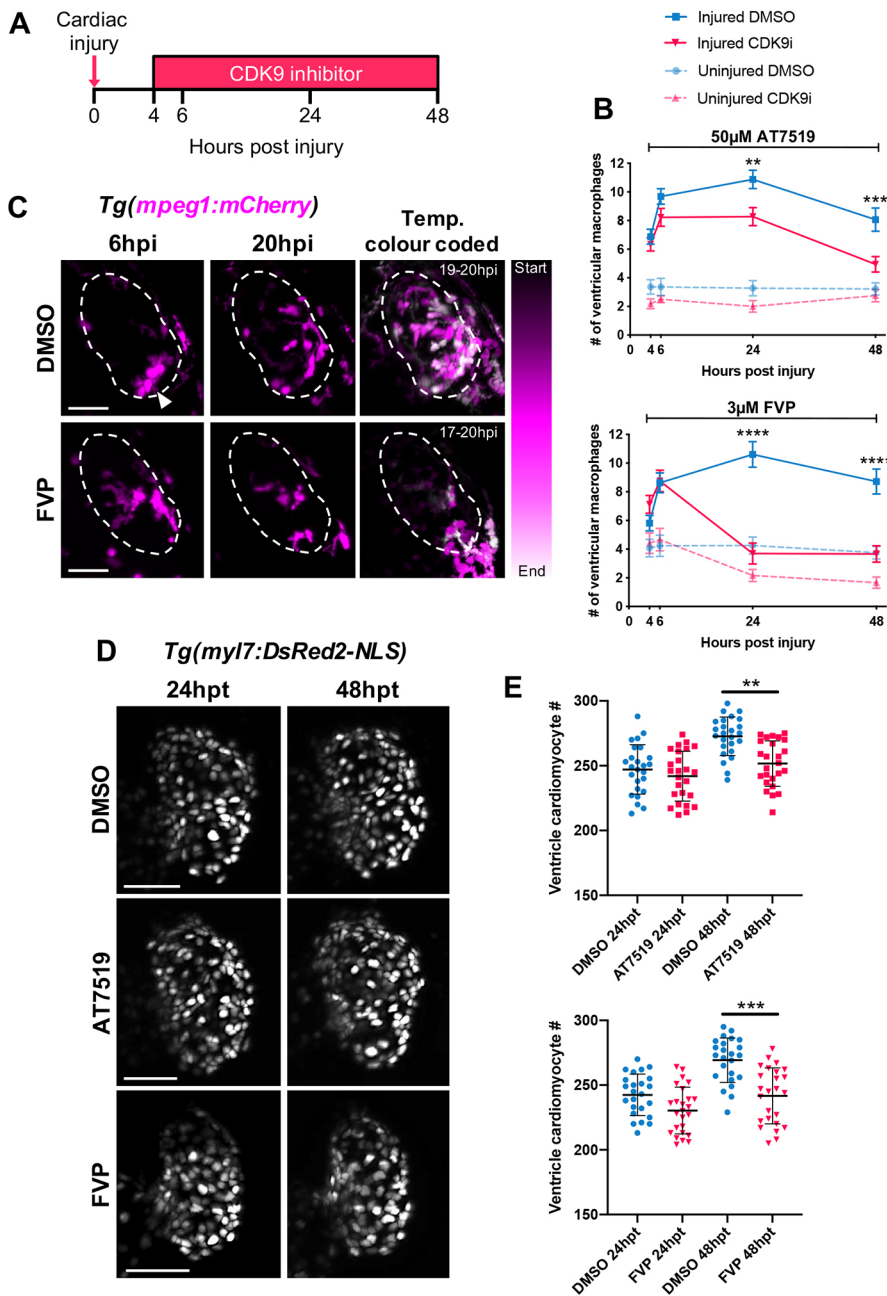 A
Cardiac
injury
CDK9 inhibitor
0
4
6
24
48
Hours post injury
Injured DMSO
Injured CDK9i
Uninjured DMSO
Uninjured CDK9i
B
50μM AT7519
**
***
# of ventricular macrophages
12
10
8
6
4
2
0
0
4
6
24
48
Hours post injury
3μM FVP
****
****
# of ventricular macrophages
12
10
8
6
4
2
0
0
4
6
24
48
Hours post injury
C
Tg(mpeg1:mCherry)
6hpi
20hpi
Temp.
colour coded
DMSO
19-20hpi
FVP
17-20hpi
Start
End
D
Tg(myl7:DsRed2-NLS)
24hpt
48hpt
DMSO
AT7519
FVP
E
**
Ventricle cardiomyocyte #
300
250
200
150
DMSO 24hpt
AT7519 24hpt
DMSO 48hpt
AT7519 48hpt
***
Ventricle cardiomyocyte #
300
250
200
150
DMSO 24hpt
FVP 24hpt
DMSO 48hpt
FVP 48hpt